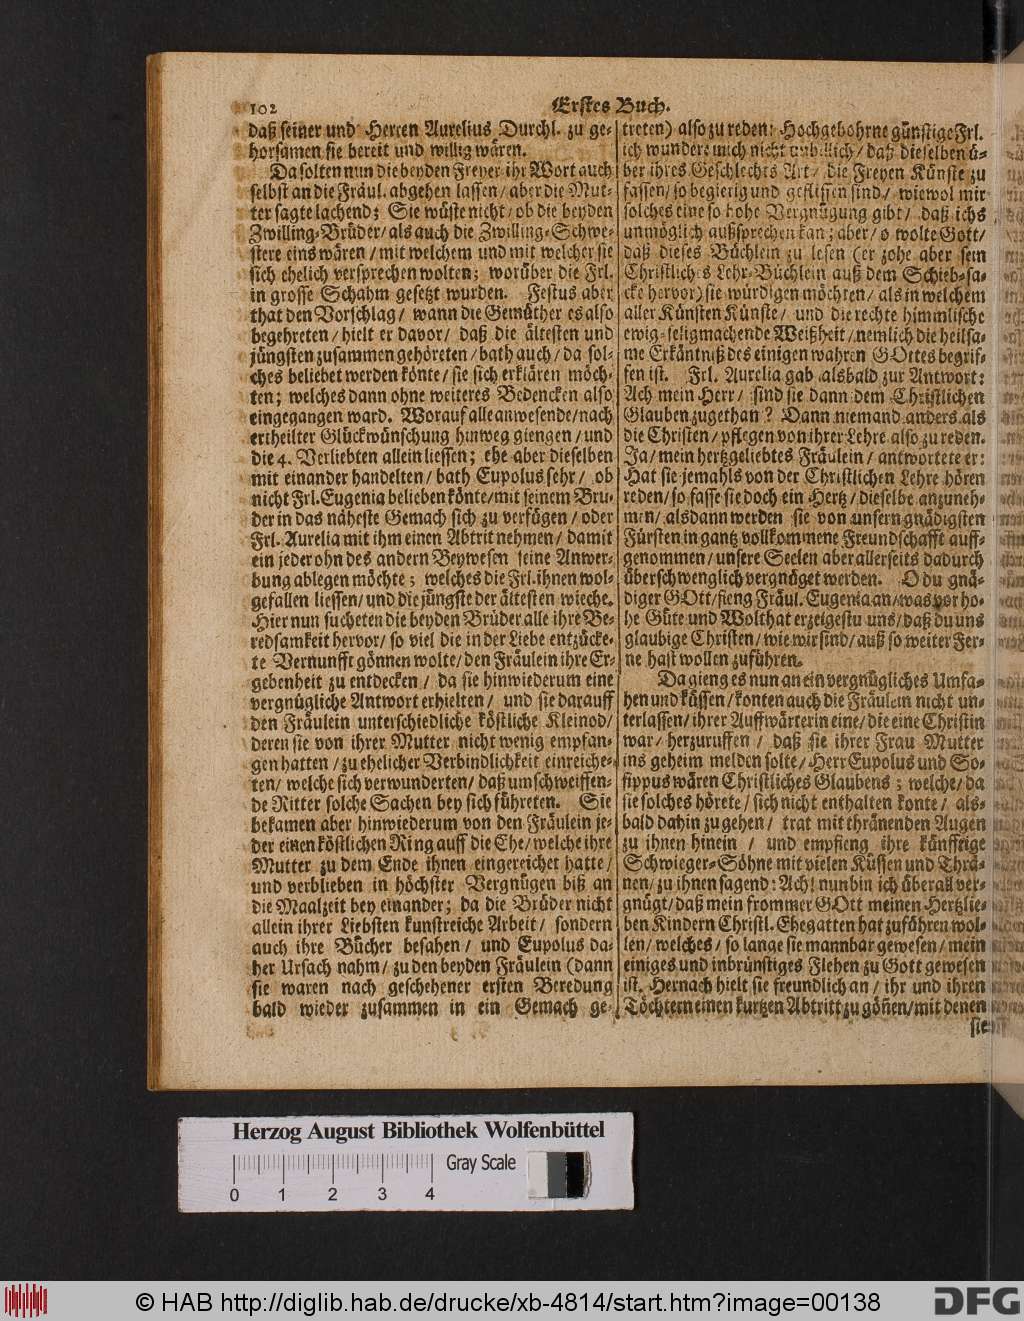 102
Erstes Buch.
daß seiner und Herren Aurelius Durchl. zu ge-
horsamen sie bereit und willig wären.
Da solten nun die beyden Freyer ihr Wort auch
selbst an die Fräul. abgehen lassen / aber die Mut-
ter sagte lachend; Sie wüste nicht / ob die beyden
Zwilling-Brüder / als auch die Zwilling-Schwe-
stere eins wären / mit welchem und mit welcher sie
sich ehelich versprechen wolten; worüber die Frl.
in grosse Schahm gesetzt wurden. Festus aber
that den Vorschlag / wann die Gemüther es also
begehreten / hielt er davor / daß die ältesten und
jüngsten zusammen gehöreten / bath auch / da sol-
ches beliebet werden könte / sie sich erklären möch-
ten; welches dann ohne weiteres Bedencken also
eingegangen ward. Worauf alle anwesende / nach
ertheilter Glückwünschung hinweg giengen / und
die 4. Verliebten allein liessen; ehe aber dieselben
mit einander handelten / bath Eupolus sehr / ob
nicht Frl. Eugenia belieben könte / mit seinem Bru-
der in das näheste Gemach sich zu verfügen / oder
Frl. Aurelia mit ihm einen Abtrit nehmen / damit
ein jeder ohn des andern Beywesen seine Anwer-
bung ablegen möchte; welches die Frl. ihnen wol-
gefallen liessen / und die jüngste der ältesten wieche.
Hier nun sucheten die beyden Brüder alle ihre Be-
redsamkeit hervor / so viel die in der Liebe entzücke-
te Vernunfft gönnen wolte / den Fräulein ihre Er-
gebenheit zu entdecken / da sie hinwiederum eine
vergnügliche Antwort erhielten / und sie darauff
den Fräulein unterschiedliche köstliche Kleinod /
deren sie von ihrer Mutter nicht wenig empfan-
gen hatten / zu ehelicher Verbindlichkeit einreiche-
ten / welche sich verwunderten / daß umschweiffen-
de Ritter solche Sachen bey sich führeten. Sie
bekamen aber hinwiederum von den Fräulein je-
der einen köstlichen Ring auff die Ehe / welche ihre
Mutter zu dem Ende ihnen eingereichet hatte /
und verblieben in höchster Vergnügen biß an
die Maalzeit bey einander; da die Brüder nicht
allein ihrer Liebsten kunstreiche Arbeit / sondern
auch ihre Bücher besahen / und Eupolus da-
her Ursach nahm / zu den beyden Fräulein (dann
sie waren nach geschehener ersten Beredung
bald wieder zusammen in ein Gemach ge-
treten) also zu reden: Hochgebohrne günstige Frl.
ich wundere mich nicht unbillich / daß dieselben ü-
ber ihres Geschlechts Art / die Freyen Künste zu
fassen / so begierig und geflissen sind / wiewol mir
solches eine so hohe Vergnügung gibt / daß ichs
unmöglich außsprechen kan; aber / o wolte Gott /
daß dieses Büchlein zu lesen (er zohe aber sein
Christliches Lehr-Büchlein auß dem Schieb-sa-
cke hervor) sie würdigen möchten / als in welchem
aller Künsten Künste / und die rechte himmlische
ewig-seligmachende Weißheit / nemlich die heilsa-
me Erkäntniß des einigen wahren GOttes begrif-
fen ist. Frl. Aurelia gab alsbald zur Antwort:
Ach mein Herr / sind sie dann dem Christlichen
Glauben zugethan? Dann niemand anders als
die Christen / pflegen von ihrer Lehre also zu reden.
Ja / mein hertzgeliebtes Fräulein / antwortete er:
Hat sie jemahls von der Christlichen Lehre hören
reden / so fasse sie doch ein Hertz / dieselbe anzuneh-
men / alsdann werden sie von unsern gnädigsten
Fürsten in gantz vollkommene Freundschafft auff-
genommen / unsere Seelen aber allerseits dadurch
überschwenglich vergnüget werden. O du gnä-
diger GOtt / fieng Fräul. Eugenia an / was vor ho-
he Güte und Wolthat erzeigestu uns / daß du uns
glaubige Christen / wie wir sind / auß so weiter Fer-
ne hast wollen zuführen.
Da gieng es nun an ein vergnügliches Umfa-
hen und küssen / konten auch die Fräulein nicht un-
terlassen / ihrer Auffwärterin eine / die eine Christin
war / herzuruffen / daß sie ihrer Frau Mutter
ins geheim melden solte / Herr Eupolus und So-
sippus wären Christliches Glaubens; welche / da
sie solches hörete / sich nicht enthalten konte / als-
bald dahin zu gehen / trat mit thränenden Augen
zu ihnen hinein / und empfieng ihre künfftige
Schwieger-Söhne mit vielen Küssen und Thrä-
nen / zu ihnen sagend: Ach! nun bin ich überall ver-
gnügt / daß mein frommer GOtt meinen Hertzlie-
ben Kindern Christl. Ehegatten hat zuführen wol-
len / welches / so lange sie mannbar gewesen / mein
einiges und inbrünstiges Flehen zu Gott gewesen
ist. Hernach hielt sie freundlich an / ihr und ihren
Töchtern einen kurtzen Abtritt zu göñen / mit denen
sie
Herzog August Bibliothek Wolfenbüttel
Gray Scale
0 1 2 3 4
© HAB http://diglib.hab.de/drucke/xb-4814/start.htm?image=00138
DFG